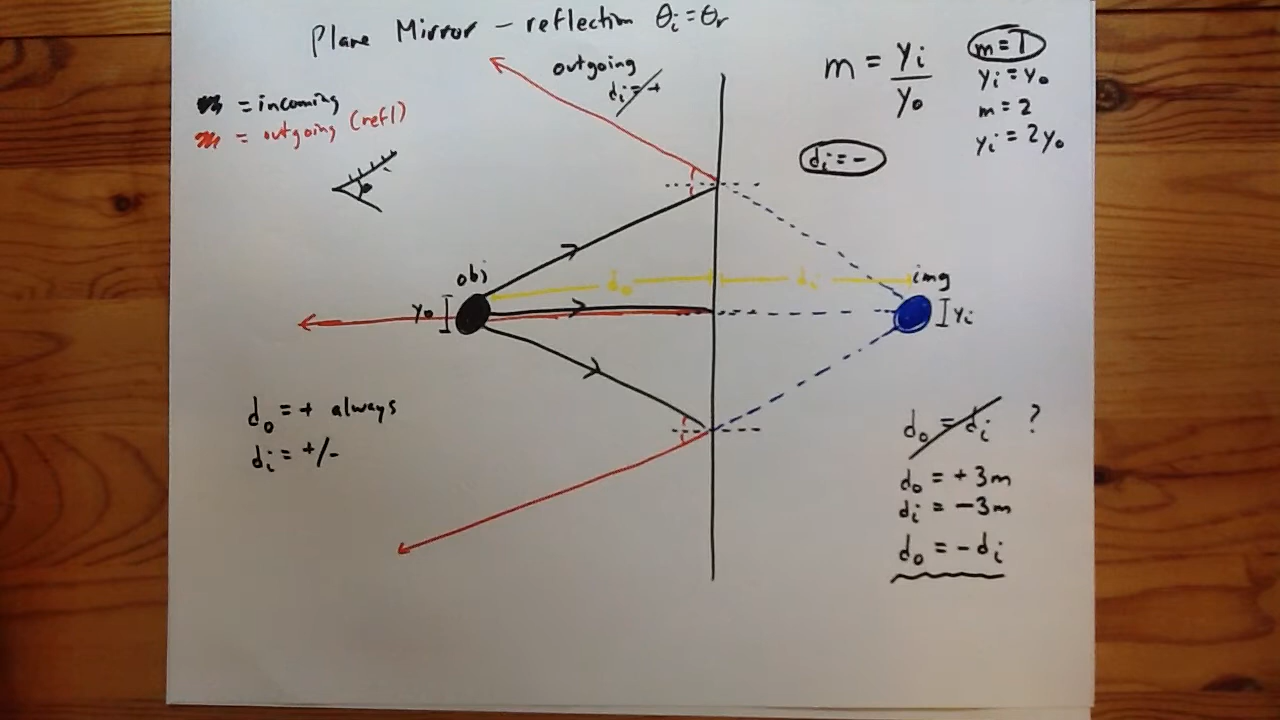 Plane Mirror - reflection θi = θr
= incoming
= outgoing (refl)
outgoing
di = +
m = yi/yo
m = 1
yi = yo
m = 2
yi = 2yo
di = -
obj
do
di
img
yo
yi
do = + always
di = +/-
do = di ?
do = +3m
di = -3m
do = -di